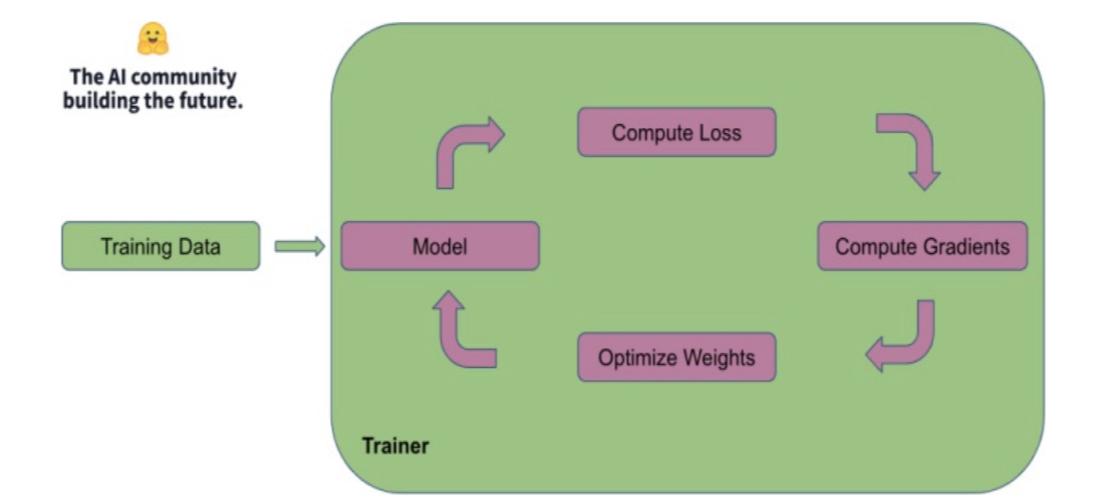 The AI community
building the future.
Compute Loss
Training Data
Model
Compute Gradients
Optimize Weights
Trainer